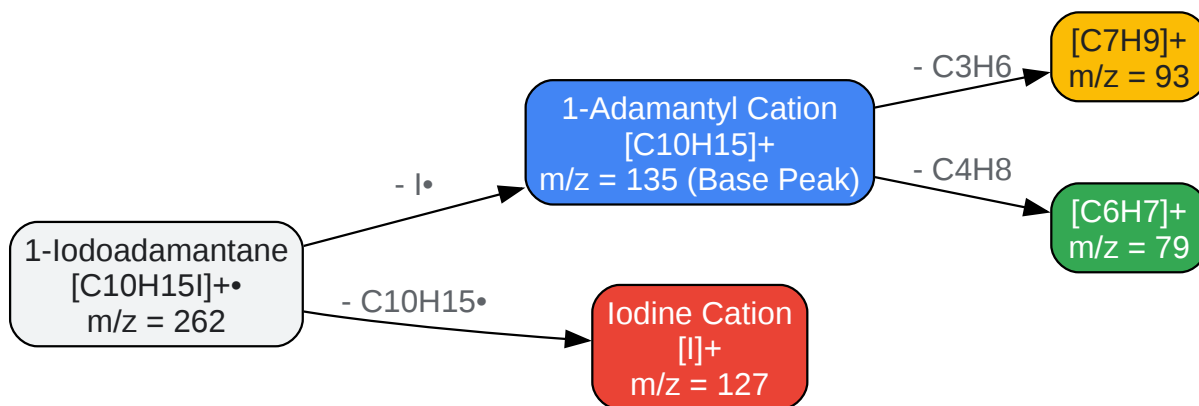 1-Iodoadamantane
[C10H15I]+•
m/z = 262
- I•
- C10H15•
1-Adamantyl Cation
[C10H15]+
m/z = 135 (Base Peak)
Iodine Cation
[I]+
m/z = 127
- C3H6
- C4H8
[C7H9]+
m/z = 93
[C6H7]+
m/z = 79